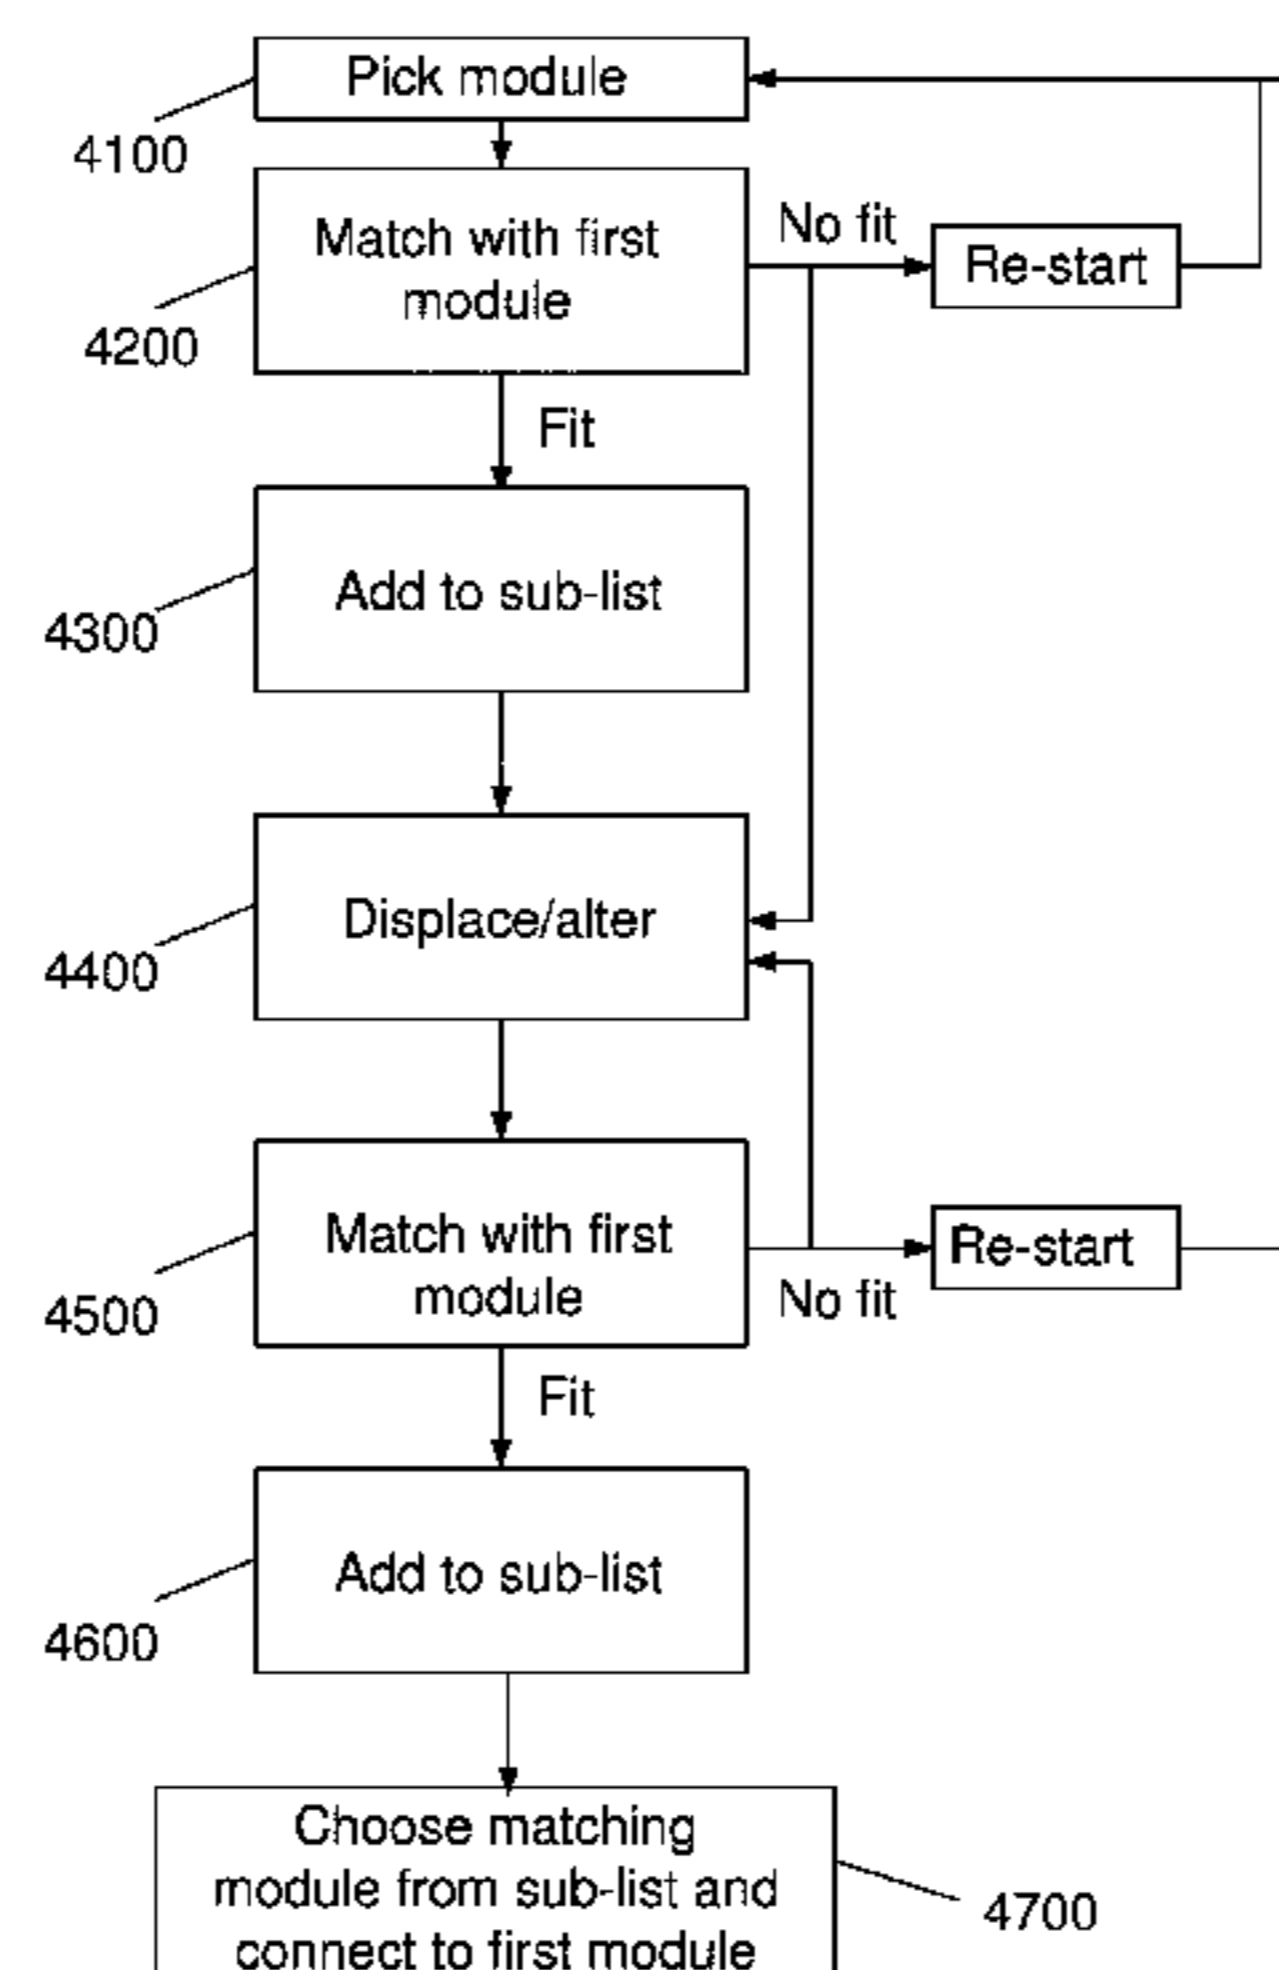 Pick module
4100
Match with first
module
No fit
Re-start
4200
Fit
Add to sub-list
4300
Displace/alter
4400
Match with first
module
Re-start
No fit
4500
Fit
Add to sub-list
4600
Choose matching
module from sub-list and
connect to first module
4700